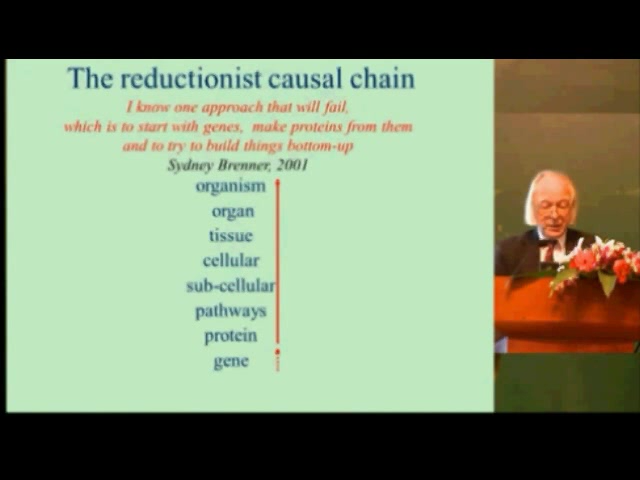 The reductionist causal chain
I know one approach that will fail,
which is to start with genes, make proteins from them
and to try to build things bottom-up
Sydney Brenner, 2001
organism
organ
tissue
cellular
sub-cellular
pathways
protein
gene